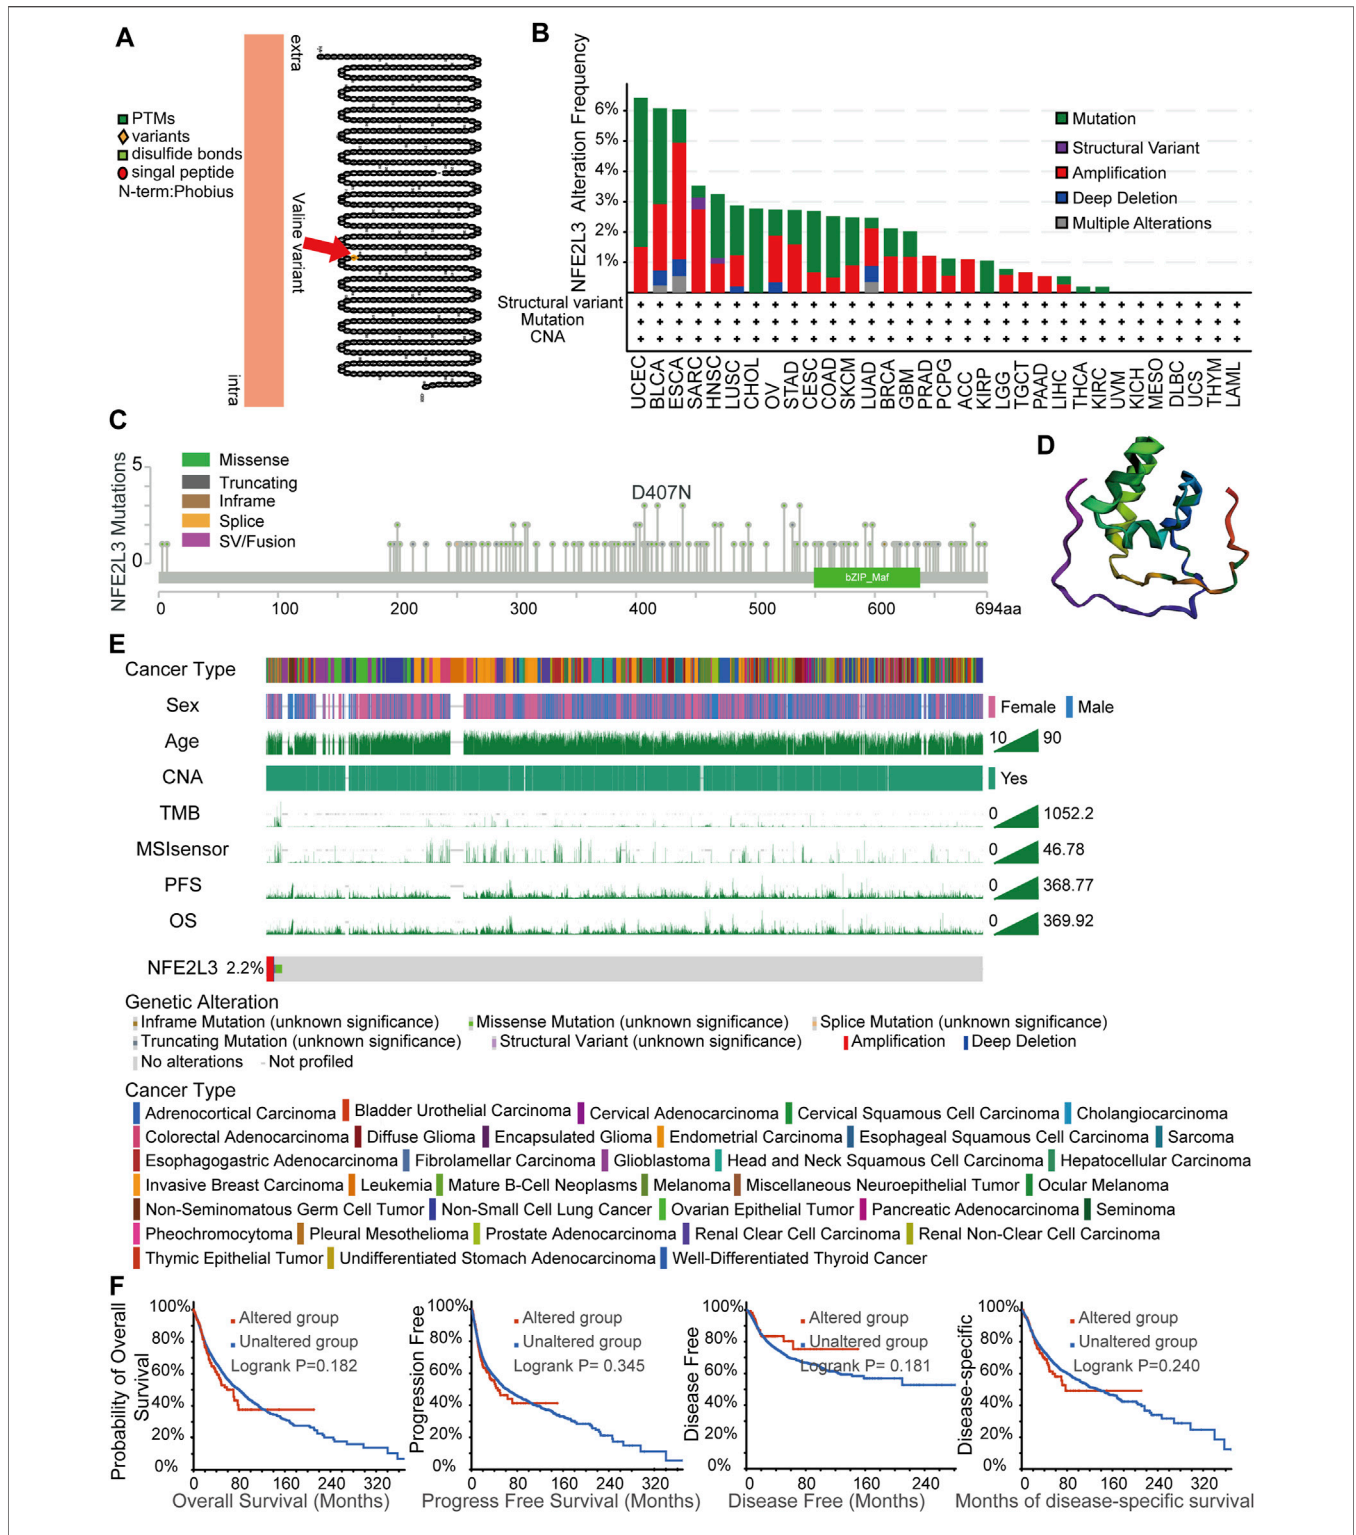 A
extra
PTMs
variants
disulfide bonds
singal peptide
N-term:Phobius
Valine variant
intra
B
NFE2L3 Alteration Frequency
6%
5%
4%
3%
2%
1%
Mutation
Structural Variant
Amplification
Deep Deletion
Multiple Alterations
Structural variant
Mutation
CNA
UCEC
BLCA
ESCA
SARC
HNSC
LUSC
CHOL
OV
STAD
CESC
COAD
SKCM
LUAD
BRCA
GBM
PRAD
PCPG
ACC
KIRP
LGG
TGCT
PAAD
LIHC
THCA
KIRC
UVM
KICH
MESO
DLBC
UCS
THYM
LAML
C
NFE2L3 Mutations
5
0
Missense
Truncating
Inframe
Splice
SV/Fusion
D407N
bZIP_Maf
0 100 200 300 400 500 600 694aa
D
E
Cancer Type
Sex
Female Male
Age
10 90
CNA
Yes
TMB
0 1052.2
MSIsensor
0 46.78
PFS
0 368.77
OS
0 369.92
NFE2L3 2.2%
Genetic Alteration
Inframe Mutation (unknown significance) Missense Mutation (unknown significance) Splice Mutation (unknown significance)
Truncating Mutation (unknown significance) Structural Variant (unknown significance) Amplification Deep Deletion
No alterations Not profiled
Cancer Type
Adrenocortical Carcinoma Bladder Urothelial Carcinoma Cervical Adenocarcinoma Cervical Squamous Cell Carcinoma Cholangiocarcinoma
Colorectal Adenocarcinoma Diffuse Glioma Encapsulated Glioma Endometrial Carcinoma Esophageal Squamous Cell Carcinoma Sarcoma
Esophagogastric Adenocarcinoma Fibrolamellar Carcinoma Glioblastoma Head and Neck Squamous Cell Carcinoma Hepatocellular Carcinoma
Invasive Breast Carcinoma Leukemia Mature B-Cell Neoplasms Melanoma Miscellaneous Neuroepithelial Tumor Ocular Melanoma
Non-Seminomatous Germ Cell Tumor Non-Small Cell Lung Cancer Ovarian Epithelial Tumor Pancreatic Adenocarcinoma Seminoma
Pheochromocytoma Pleural Mesothelioma Prostate Adenocarcinoma Renal Clear Cell Carcinoma Renal Non-Clear Cell Carcinoma
Thymic Epithelial Tumor Undifferentiated Stomach Adenocarcinoma Well-Differentiated Thyroid Cancer
F
Probability of Overall
Survival
100%
80%
60%
40%
20%
0%
Altered group
Unaltered group
Logrank P=0.182
0 80 160 240 320
Overall Survival (Months)
Progression Free
100%
80%
60%
40%
20%
0%
Altered group
Unaltered group
Logrank P= 0.345
0 80 160 240 320
Progress Free Survival (Months)
Disease Free
100%
80%
60%
40%
20%
0%
Altered group
Unaltered group
Logrank P= 0.181
0 80 160 240
Disease Free (Months)
Disease-specific
100%
80%
60%
40%
20%
0%
Altered group
Unaltered group
Logrank P=0.240
0 80 160 240 320
Months of disease-specific survival